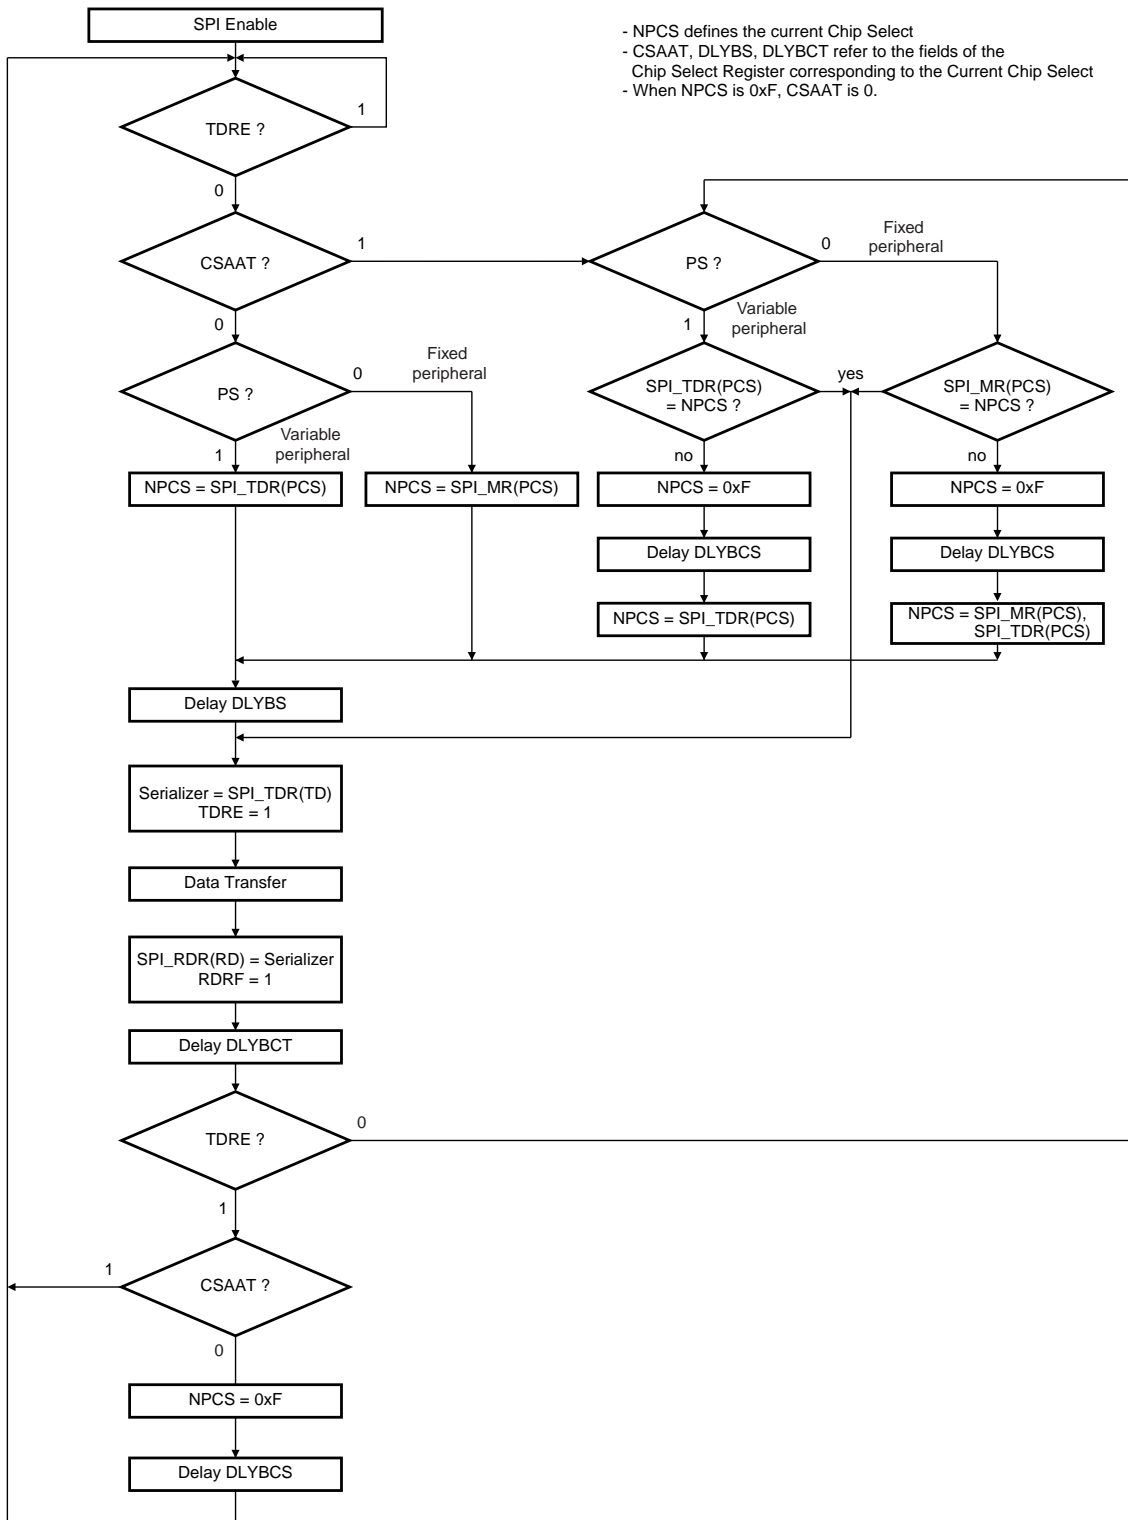 SPI Enable
- NPCS defines the current Chip Select
- CSAAT, DLYBS, DLYBCT refer to the fields of the
Chip Select Register corresponding to the Current Chip Select
- When NPCS is 0xF, CSAAT is 0.
1
TDRE ?
0
CSAAT ?
1
PS ?
0
Fixed
peripheral
0
1
Variable
peripheral
PS ?
0
Fixed
peripheral
SPI_TDR(PCS)
= NPCS ?
yes
SPI_MR(PCS)
= NPCS ?
1
Variable
peripheral
no
no
NPCS = SPI_TDR(PCS)
NPCS = SPI_MR(PCS)
NPCS = 0xF
NPCS = 0xF
Delay DLYBCS
Delay DLYBCS
NPCS = SPI_TDR(PCS)
NPCS = SPI_MR(PCS),
SPI_TDR(PCS)
Delay DLYBS
Serializer = SPI_TDR(TD)
TDRE = 1
Data Transfer
SPI_RDR(RD) = Serializer
RDRF = 1
Delay DLYBCT
TDRE ?
0
1
1
CSAAT ?
0
NPCS = 0xF
Delay DLYBCS